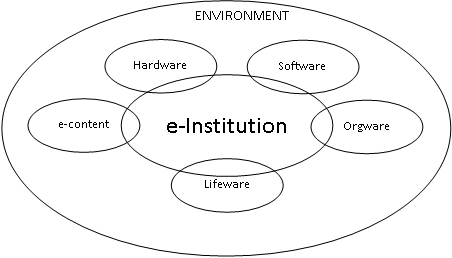 ENVIRONMENT
Hardware
Software
e-content
e-Institution
Orgware
Lifeware